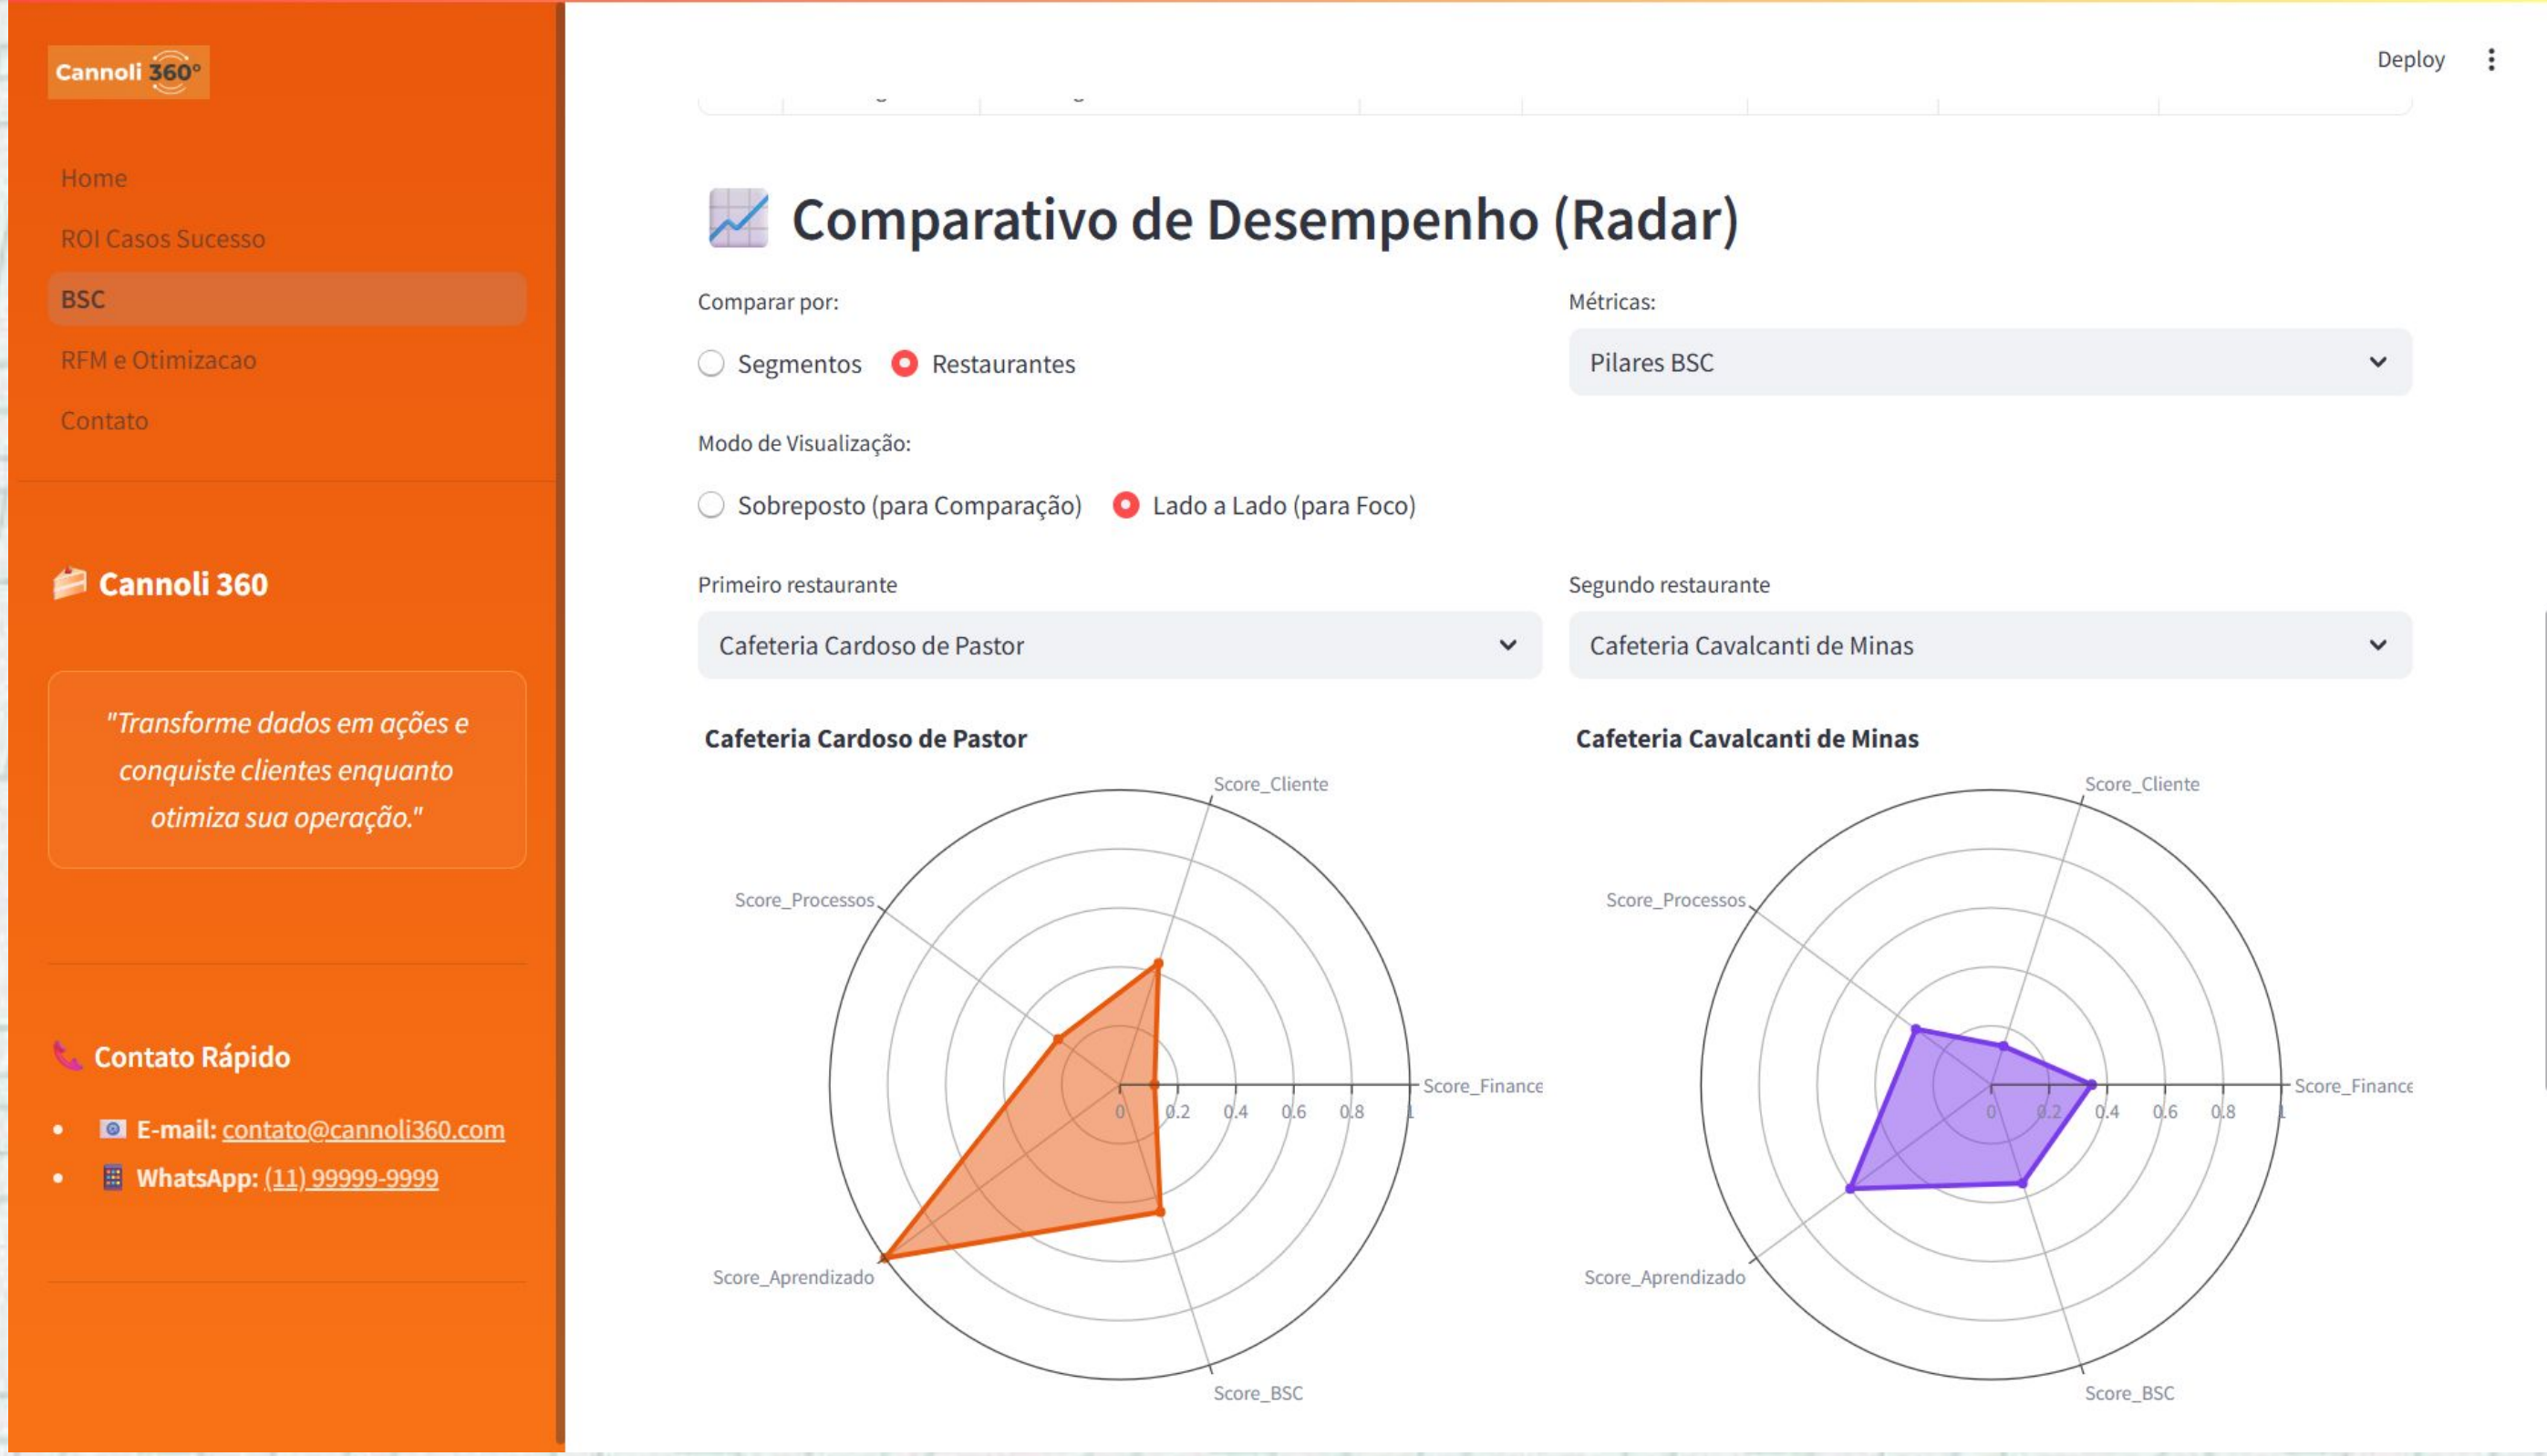 Cannoli 360°
Home
ROI Casos Sucesso
BSC
RFM e Otimizacao
Contato
Cannoli 360
"Transforme dados em ações e
conquiste clientes enquanto
otimiza sua operação."
Contato Rápido
E-mail: contato@cannoli360.com
WhatsApp: (11) 99999-9999
Deploy
Comparativo de Desempenho (Radar)
Comparar por:
Segmentos Restaurantes
Métricas:
Pilares BSC
Modo de Visualização:
Sobreposto (para Comparação) Lado a Lado (para Foco)
Primeiro restaurante
Cafeteria Cardoso de Pastor
Segundo restaurante
Cafeteria Cavalcanti de Minas
Cafeteria Cardoso de Pastor
Score_Cliente
Score_Processos
Score_Finance
0 0.2 0.4 0.6 0.8 1
Score_Aprendizado
Score_BSC
Cafeteria Cavalcanti de Minas
Score_Cliente
Score_Processos
Score_Finance
0 0.2 0.4 0.6 0.8 1
Score_Aprendizado
Score_BSC